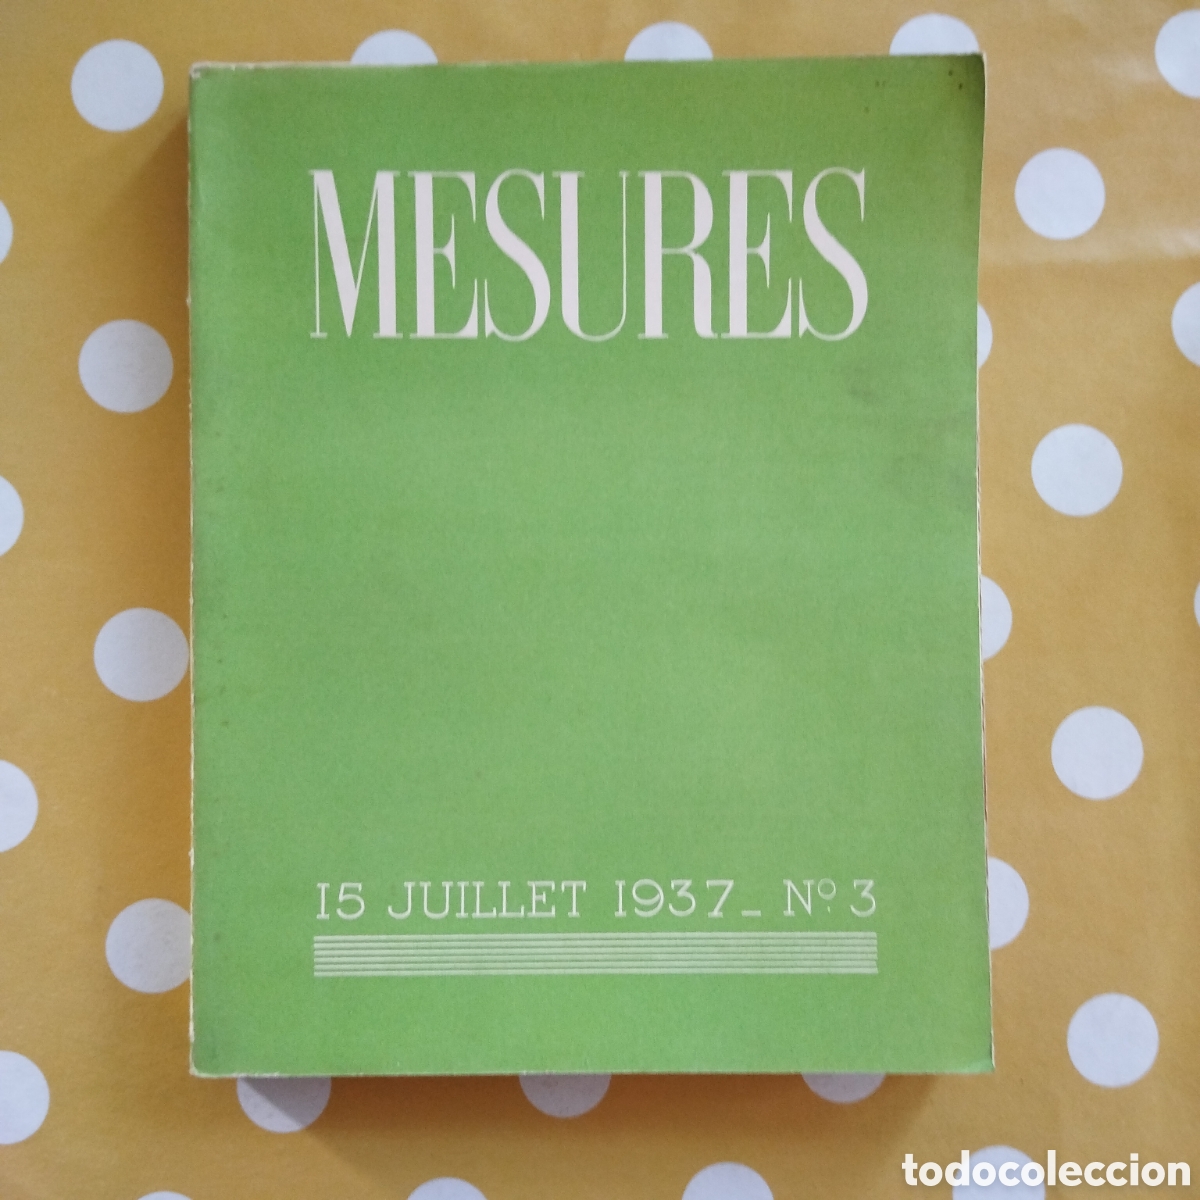 MESURES
15 JUILLET 1937_ Nº 3
todocoleccion